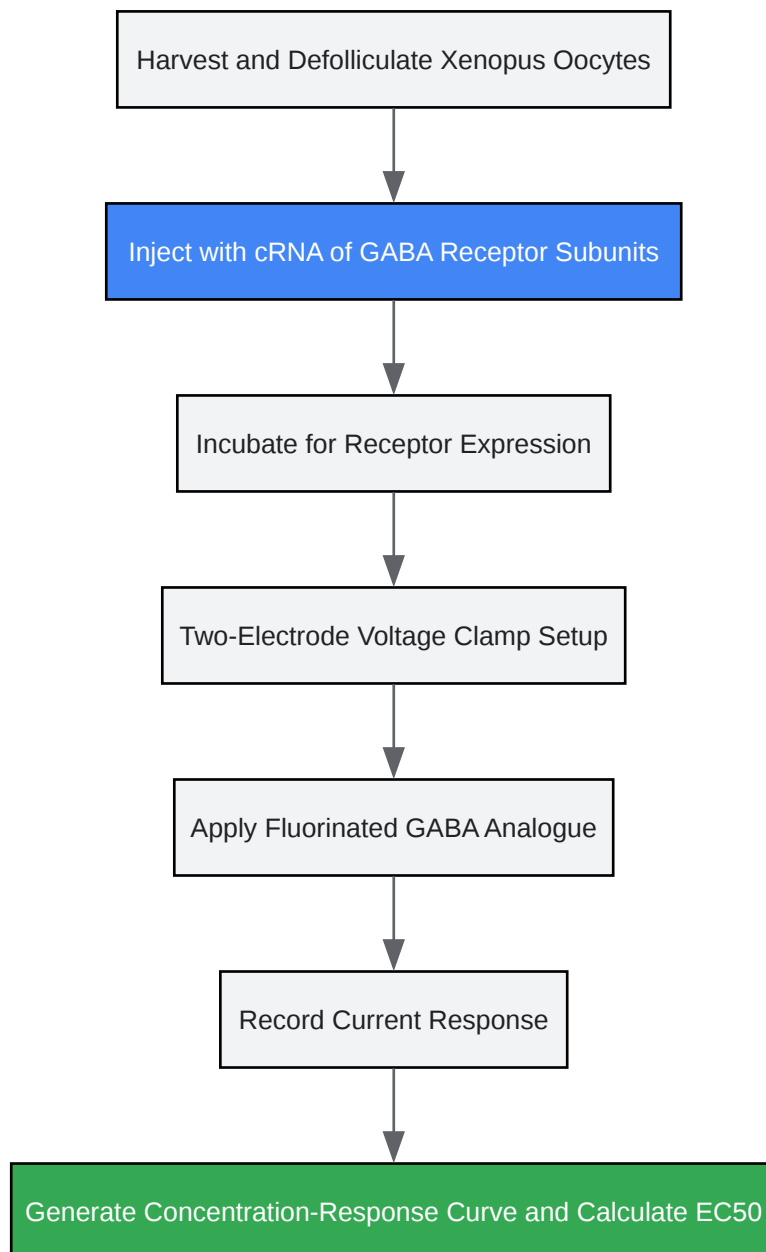 Harvest and Defolliculate Xenopus Oocytes
Inject with cRNA of GABA Receptor Subunits
Incubate for Receptor Expression
Two-Electrode Voltage Clamp Setup
Apply Fluorinated GABA Analogue
Record Current Response
Generate Concentration-Response Curve and Calculate EC50